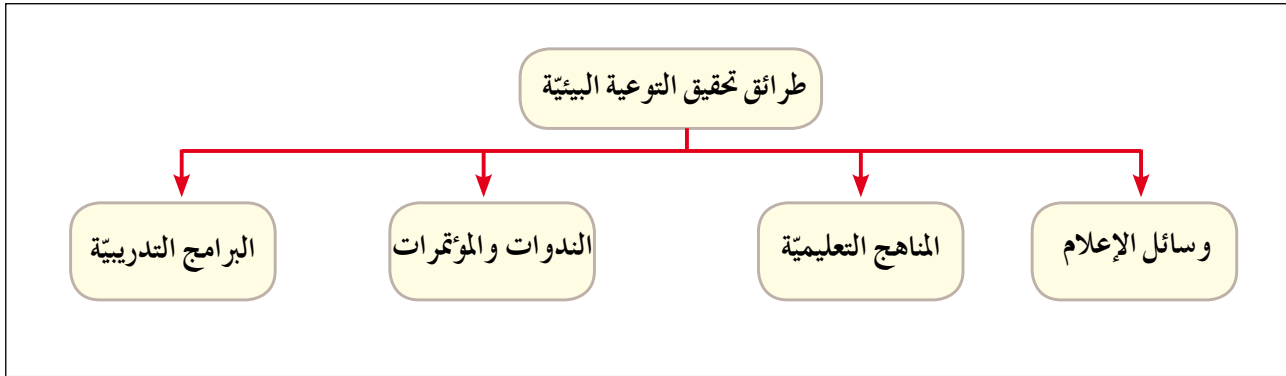 طرائق تحقيق التوعية البيئيّة
وسائل الإعلام
المناهج التعليميّة
الندوات والمؤتمرات
البرامج التدريبيّة